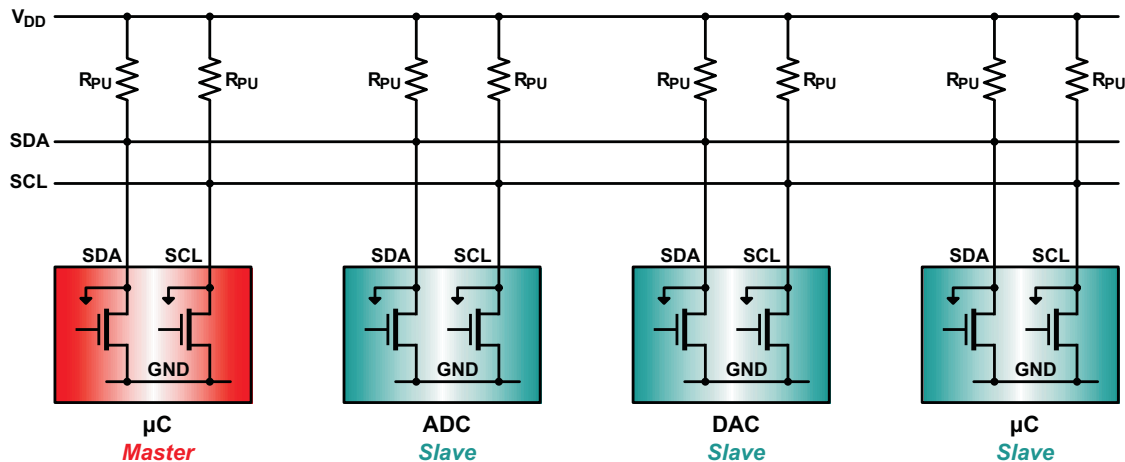 VDD
RPU RPU RPU RPU RPU RPU RPU RPU
SDA
SCL
SDA SCL SDA SCL SDA SCL SDA SCL
GND GND GND GND
µC ADC DAC µC
Master Slave Slave Slave